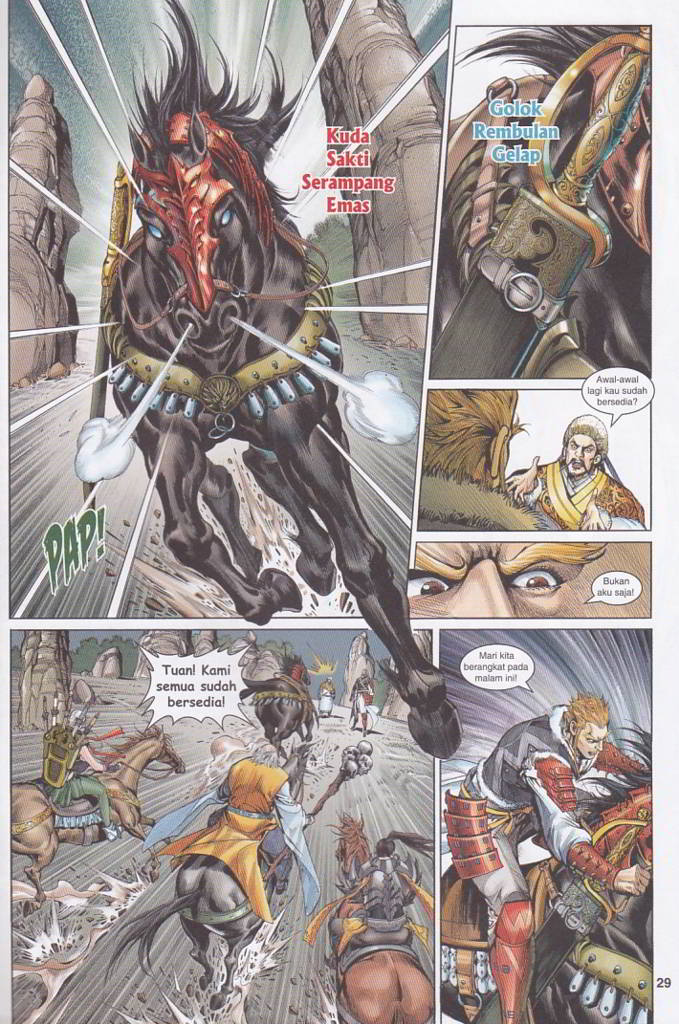 Kuda
Sakti
Serampang
Emas
PAP!
Golok
Rembulan
Gelap
Awal-awal
lagi kau sudah
bersedia?
Bukan
aku saja!
Tuan! Kami
semua sudah
bersedia!
Mari kita
berangkat pada
malam ini!
29